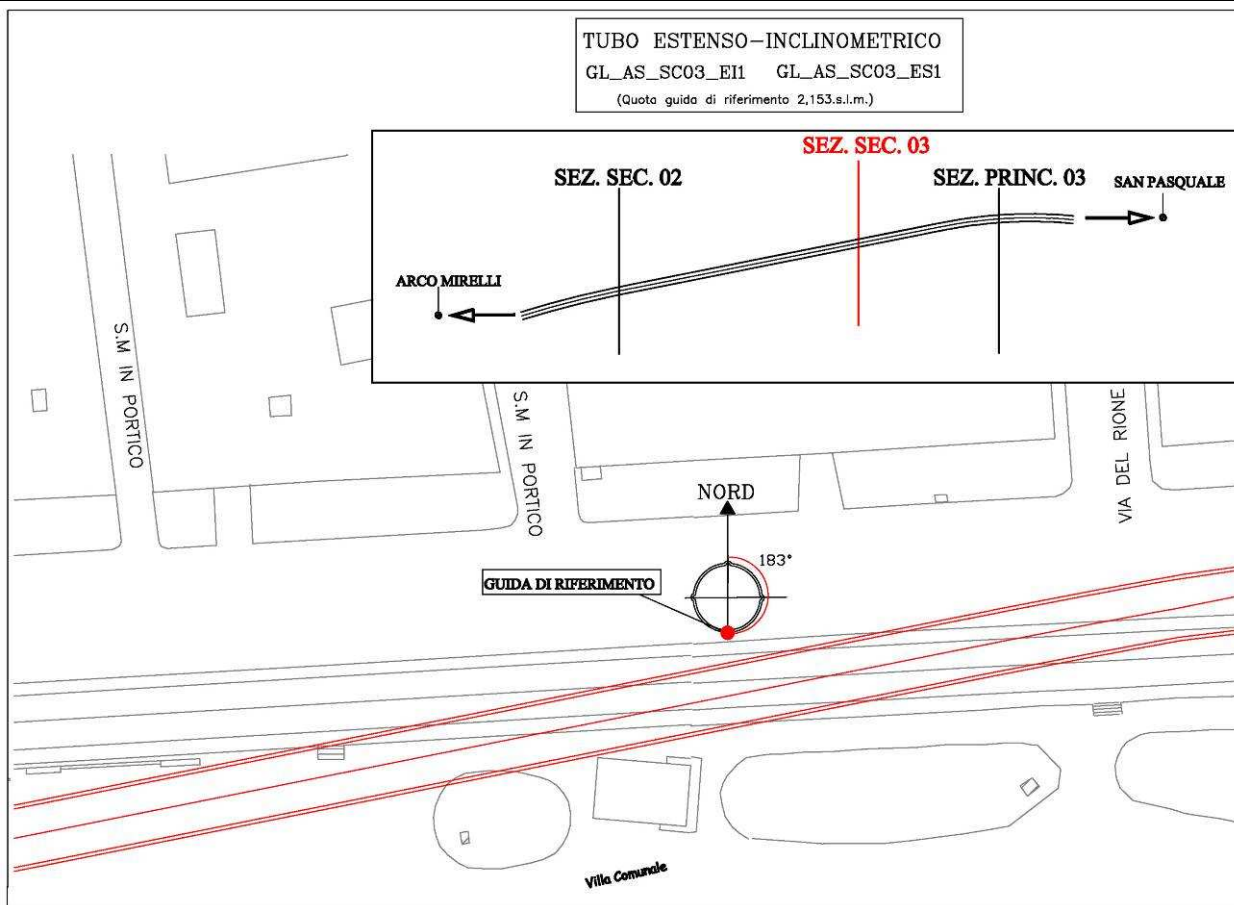 TUBO ESTENSO-INCLINOMETRICO
GL_AS_SC03_EI1 GL_AS_SC03_ES1
(Quota guida di riferimento 2,153.s.l.m.)
SEZ. SEC. 03
SEZ. SEC. 02
SEZ. PRINC. 03
SAN PASQUALE
ARCO MIRELLI
S.M IN PORTICO
S.M IN PORTICO
VIA DEL RIONE
NORD
183°
GUIDA DI RIFERIMENTO
Villa Comunale